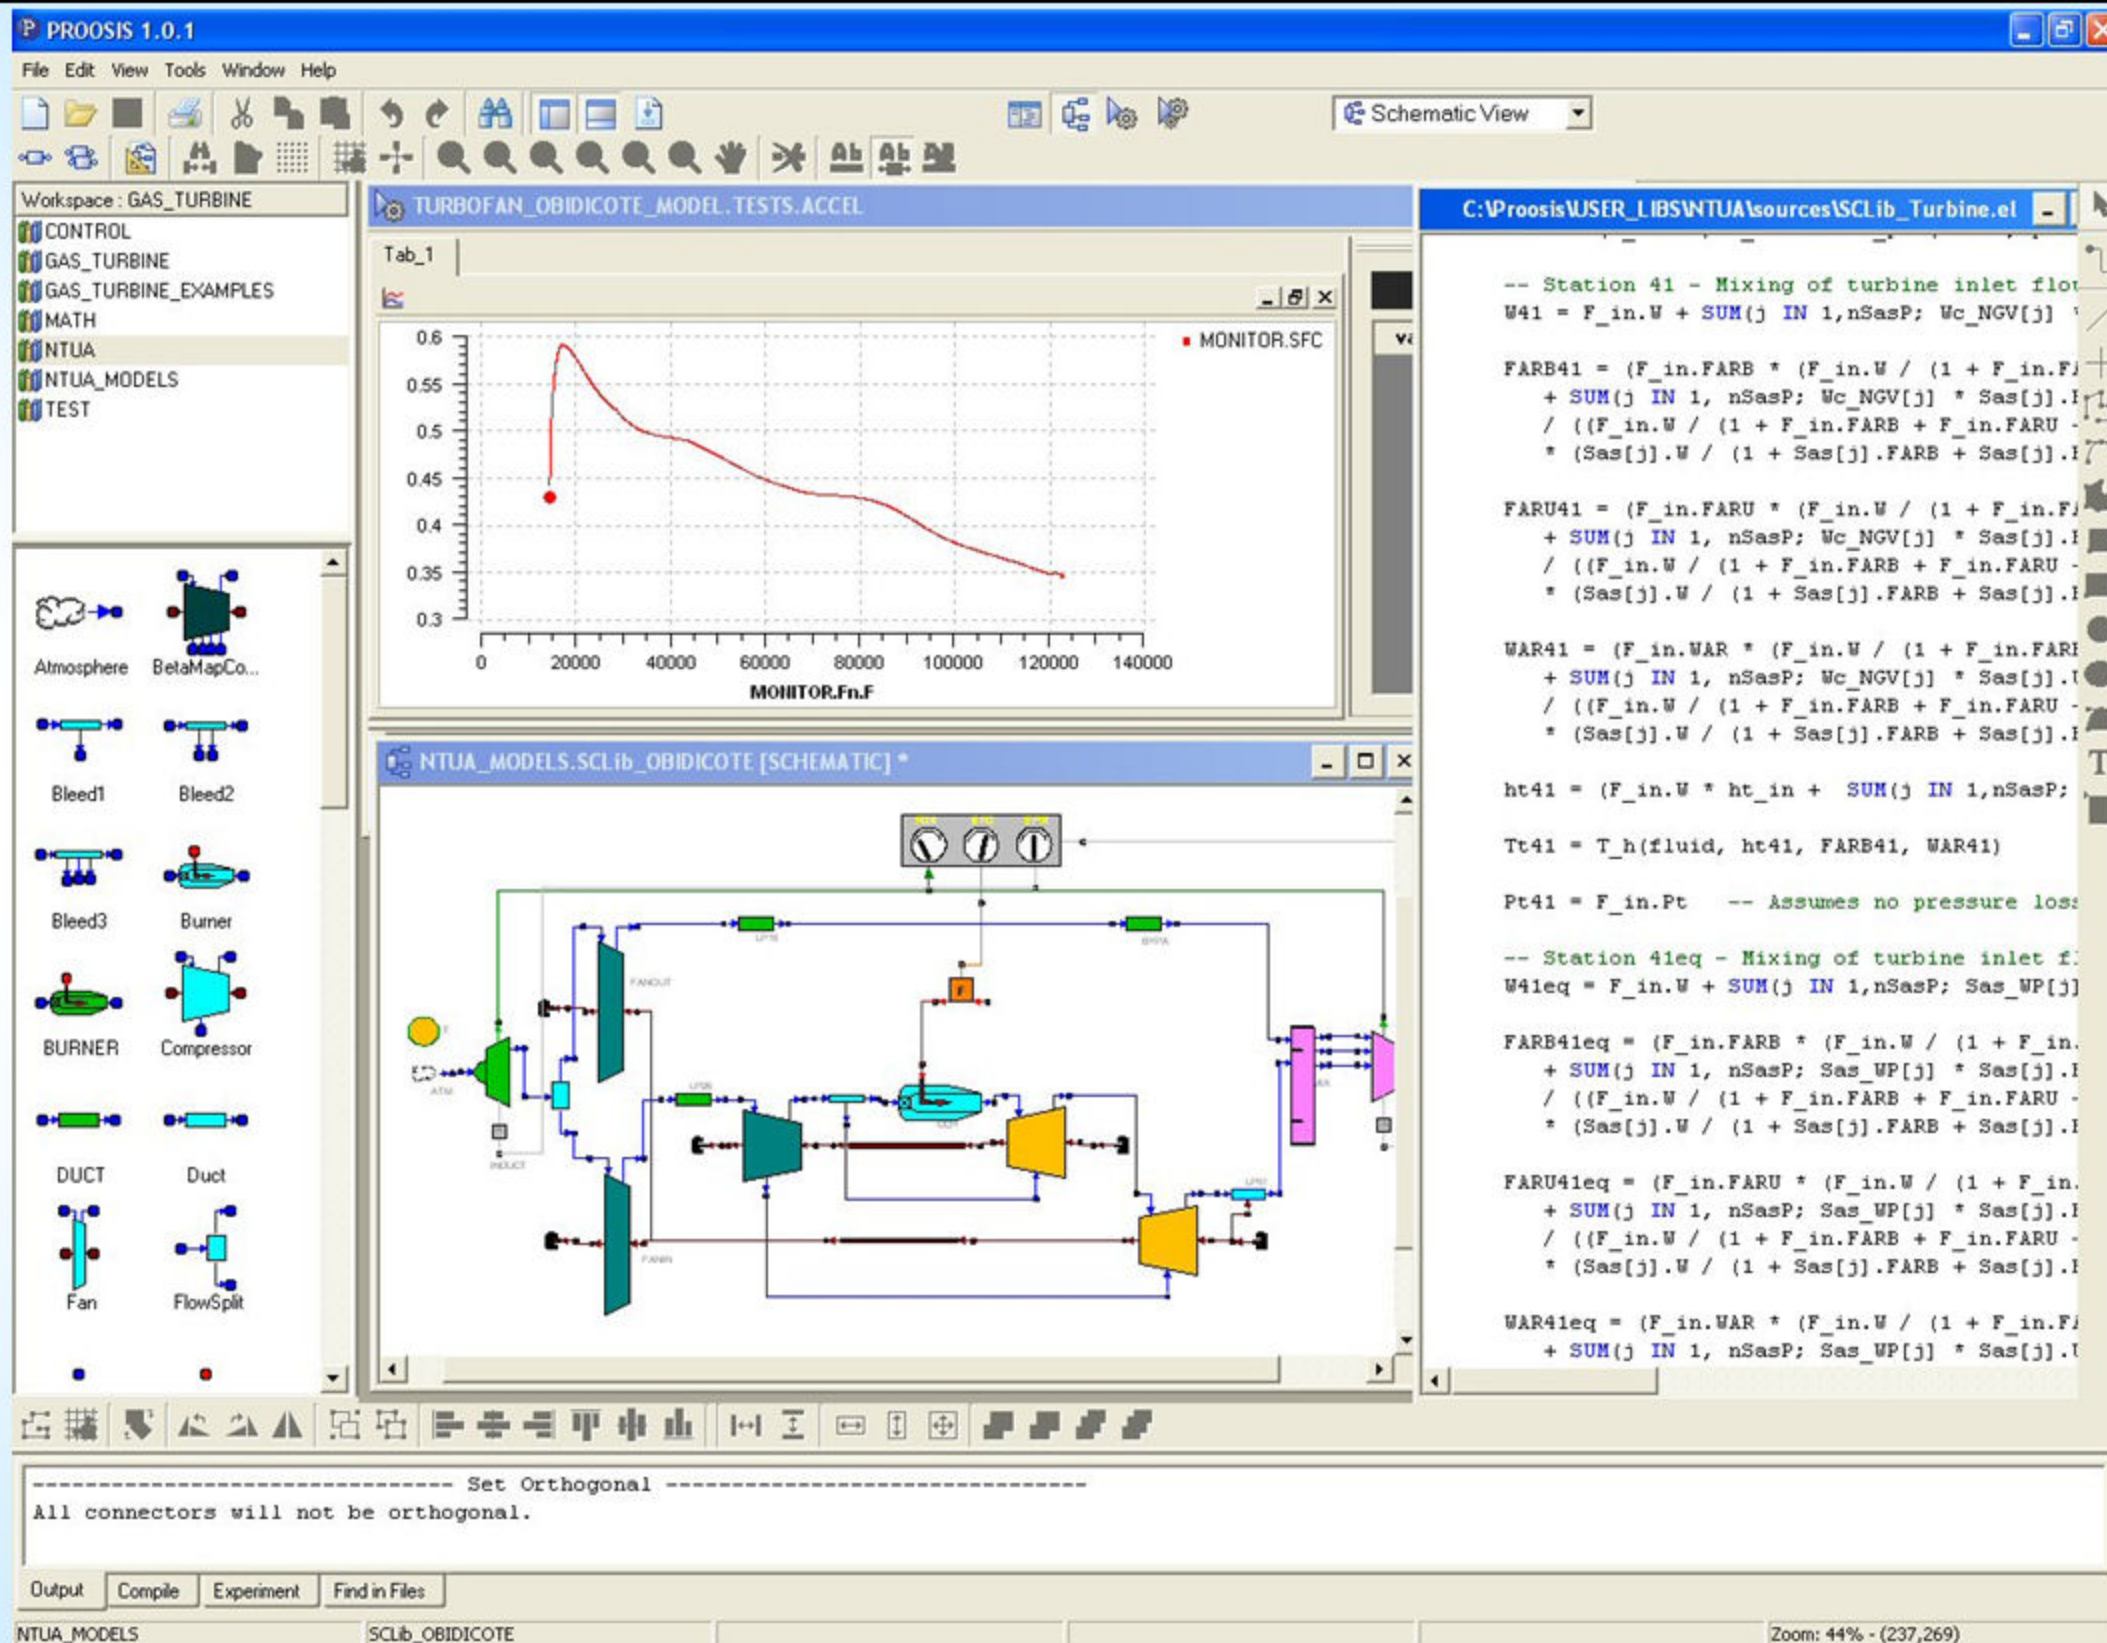 PROOSIS 1.0.1
File Edit View Tools Window Help
Schematic View
Workspace : GAS_TURBINE
CONTROL
GAS_TURBINE
GAS_TURBINE_EXAMPLES
MATH
NTUA
NTUA_MODELS
TEST
Atmosphere BetaMapCo...
Bleed1 Bleed2
Bleed3 Burner
BURNER Compressor
DUCT Duct
Fan FlowSplit
TURBOFAN_OBIDICOTE_MODEL.TESTS.ACCEL
Tab_1
0.6
0.55
0.5
0.45
0.4
0.35
0.3
0 20000 40000 60000 80000 100000 120000 140000
MONITOR.Fn.F
MONITOR.SFC
NTUA_MODELS.SCLib_OBIDICOTE [SCHEMATIC] *
FANOUT
F
ATM
INDUCT
FANIN
C:\Proosis\USER_LIBS\NTUA\sources\SCLib_Turbine.el
-- Station 41 - Mixing of turbine inlet flo
W41 = F_in.W + SUM(j IN 1,nSasP; Wc_NGV[j]
FARB41 = (F_in.FARB * (F_in.W / (1 + F_in.FA
+ SUM(j IN 1, nSasP; Wc_NGV[j] * Sas[j].
/ ((F_in.W / (1 + F_in.FARB + F_in.FARU -
* (Sas[j].W / (1 + Sas[j].FARB + Sas[j].
FARU41 = (F_in.FARU * (F_in.W / (1 + F_in.FA
+ SUM(j IN 1, nSasP; Wc_NGV[j] * Sas[j].
/ ((F_in.W / (1 + F_in.FARB + F_in.FARU -
* (Sas[j].W / (1 + Sas[j].FARB + Sas[j].
WAR41 = (F_in.WAR * (F_in.W / (1 + F_in.FAR
+ SUM(j IN 1, nSasP; Wc_NGV[j] * Sas[j].
/ ((F_in.W / (1 + F_in.FARB + F_in.FARU -
* (Sas[j].W / (1 + Sas[j].FARB + Sas[j].
ht41 = (F_in.W * ht_in + SUM(j IN 1,nSasP;
Tt41 = T_h(fluid, ht41, FARB41, WAR41)
Pt41 = F_in.Pt -- Assumes no pressure loss
-- Station 41eq - Mixing of turbine inlet f
W41eq = F_in.W + SUM(j IN 1,nSasP; Sas_WP[j]
FARB41eq = (F_in.FARB * (F_in.W / (1 + F_in.
+ SUM(j IN 1, nSasP; Sas_WP[j] * Sas[j].
/ ((F_in.W / (1 + F_in.FARB + F_in.FARU -
* (Sas[j].W / (1 + Sas[j].FARB + Sas[j].
FARU41eq = (F_in.FARU * (F_in.W / (1 + F_in.
+ SUM(j IN 1, nSasP; Sas_WP[j] * Sas[j].
/ ((F_in.W / (1 + F_in.FARB + F_in.FARU -
* (Sas[j].W / (1 + Sas[j].FARB + Sas[j].
WAR41eq = (F_in.WAR * (F_in.W / (1 + F_in.FA
+ SUM(j IN 1, nSasP; Sas_WP[j] * Sas[j].
-------------------------------- Set Orthogonal --------------------------------
All connectors will not be orthogonal.
Output Compile Experiment Find in Files
NTUA_MODELS SCLib_OBIDICOTE Zoom: 44% - (237,269)